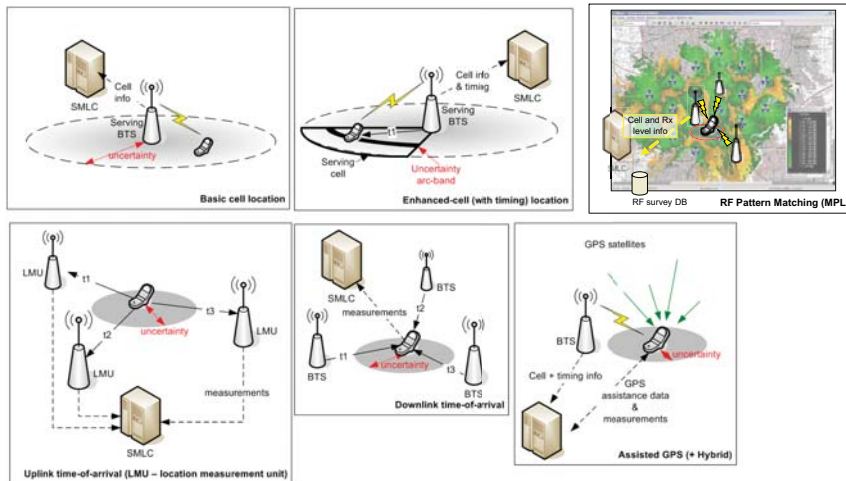 SMLC
Cell
info
Serving
BTS
uncertainty
Basic cell location
Cell info
& timing
SMLC
Serving
BTS
t1
Serving
cell
Uncertainty
arc-band
Enhanced-cell (with timing) location
Cell and Rx
level info
SMLC
RF survey DB
RF Pattern Matching (MPL
LMU
t1
t3
t2
uncertainty
LMU
LMU
measurements
SMLC
Uplink time-of-arrival (LMU – location measurement unit)
SMLC
BTS
measurements
t2
t1
uncertainty
t3
BTS
BTS
Downlink time-of-arrival
GPS satellites
BTS
uncertainty
Cell + timing info
GPS
assistance data
&
measurements
SMLC
Assisted GPS (+ Hybrid)